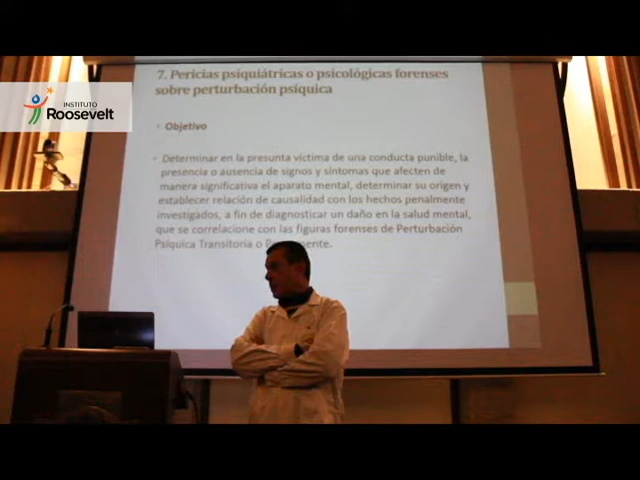 INSTITUTO
Roosevelt
7. Pericias psiquiátricas o psicológicas forenses
sobre perturbación psíquica
• Objetivo
• Determinar en la presunta víctima de una conducta punible, la
presencia o ausencia de signos y síntomas que afecten de
manera significativa el aparato mental, determinar su origen y
establecer relación de causalidad con los hechos penalmente
investigados, a fin de diagnosticar un daño en la salud mental,
que se correlacione con las figuras forenses de Perturbación
Psíquica Transitoria o